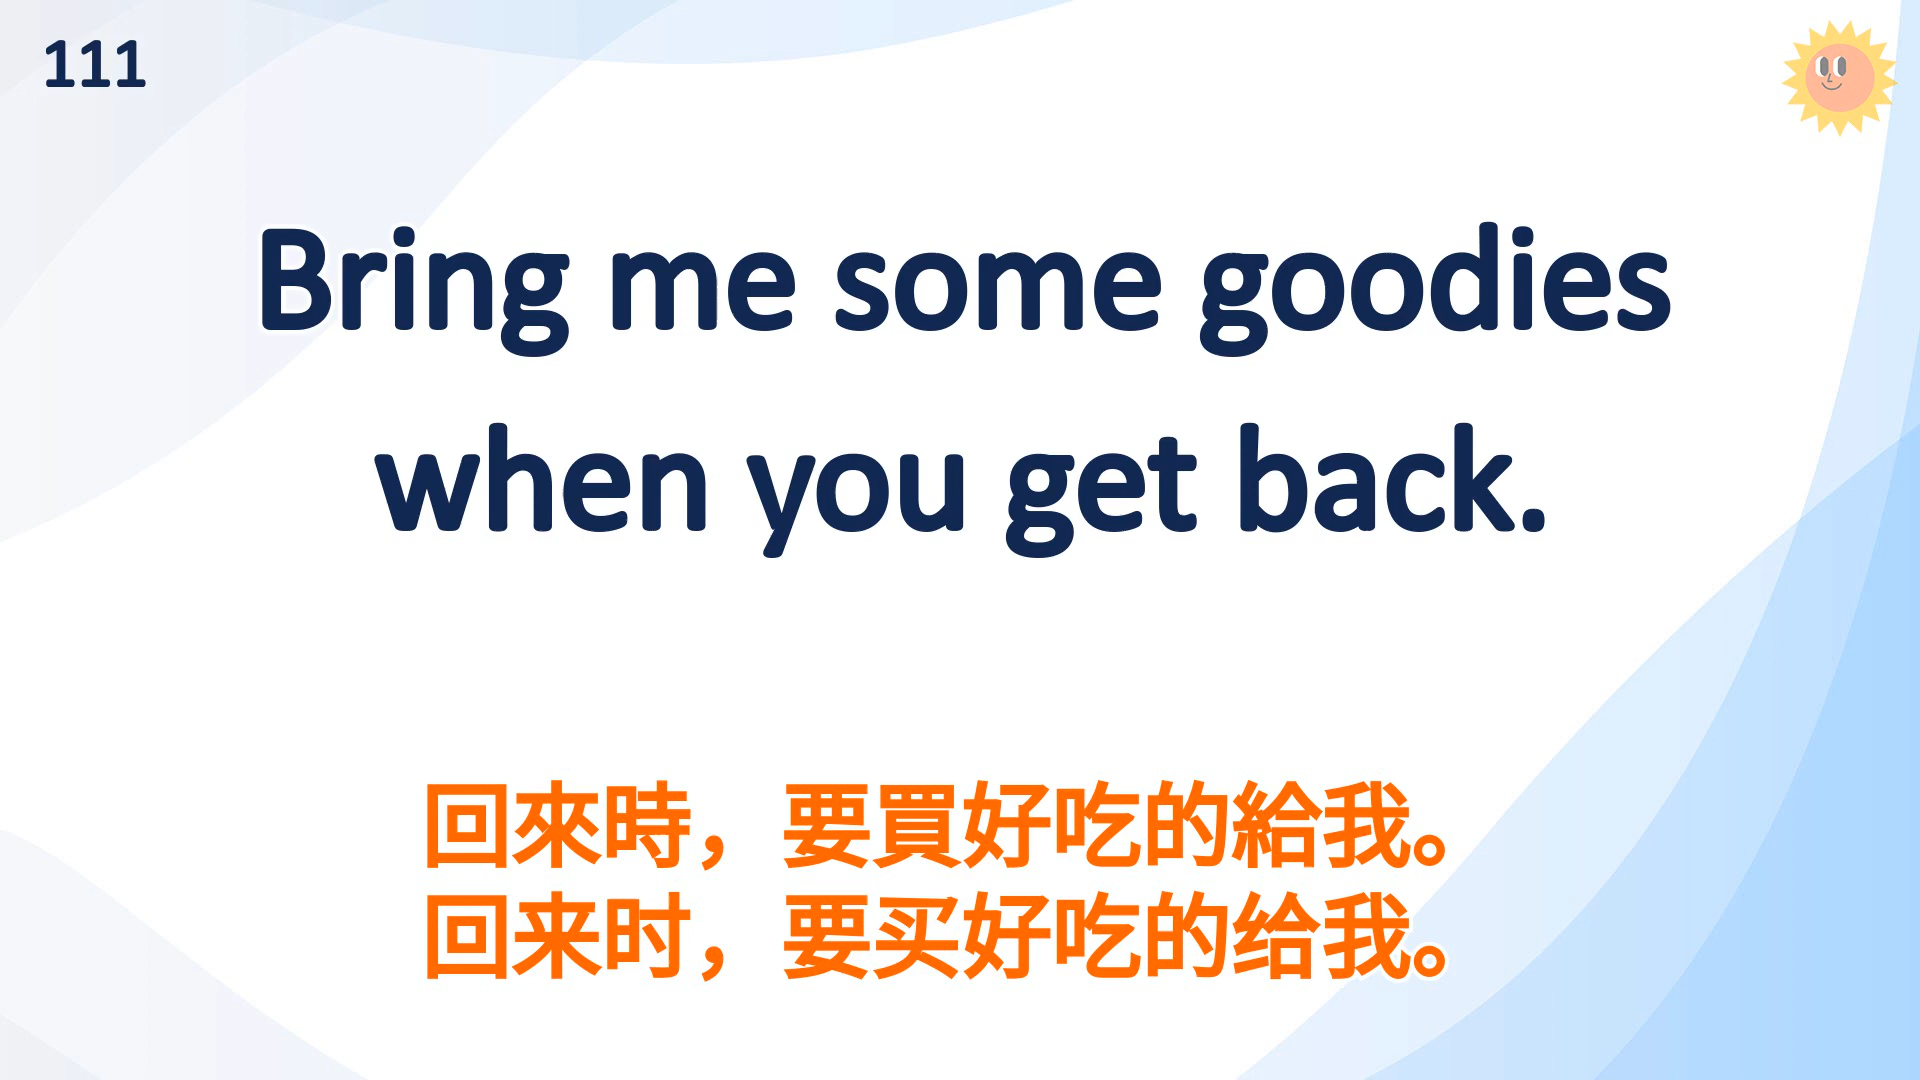 111
Bring me some goodies
when you get back.
回來時，要買好吃的給我。
回来时，要买好吃的给我。